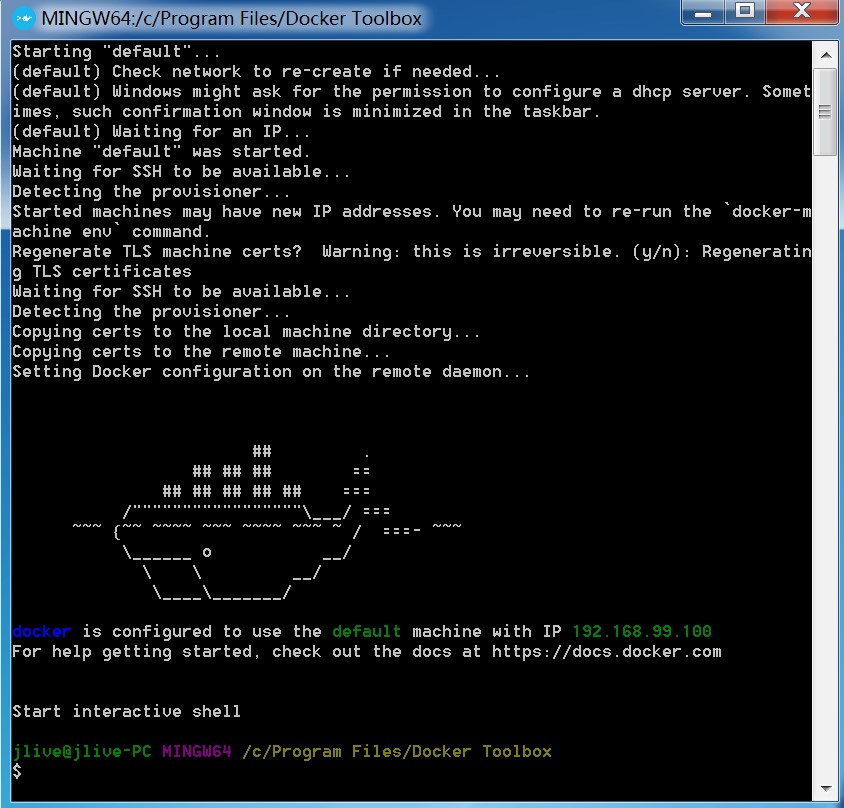 MINGW64:/c/Program Files/Docker Toolbox
Starting "default"...
(default) Check network to re-create if needed...
(default) Windows might ask for the permission to configure a dhcp server. Somet
imes, such confirmation window is minimized in the taskbar.
(default) Waiting for an IP...
Machine "default" was started.
Waiting for SSH to be available...
Detecting the provisioner...
Started machines may have new IP addresses. You may need to re-run the `docker-m
achine env` command.
Regenerate TLS machine certs?  Warning: this is irreversible. (y/n): Regeneratin
g TLS certificates
Waiting for SSH to be available...
Detecting the provisioner...
Copying certs to the local machine directory...
Copying certs to the remote machine...
Setting Docker configuration on the remote daemon...
                        ##         .
                  ## ## ##        ==
               ## ## ## ## ##    ===
           /"""""""""""""""""\___/ ===
      ~~~ {~~ ~~~~ ~~~ ~~~~ ~~~ ~ /  ===- ~~~
           \______ o           __/
             \    \         __/
              \____\_______/
docker is configured to use the default machine with IP 192.168.99.100
For help getting started, check out the docs at https://docs.docker.com
Start interactive shell
jlive@jlive-PC MINGW64 /c/Program Files/Docker Toolbox
$